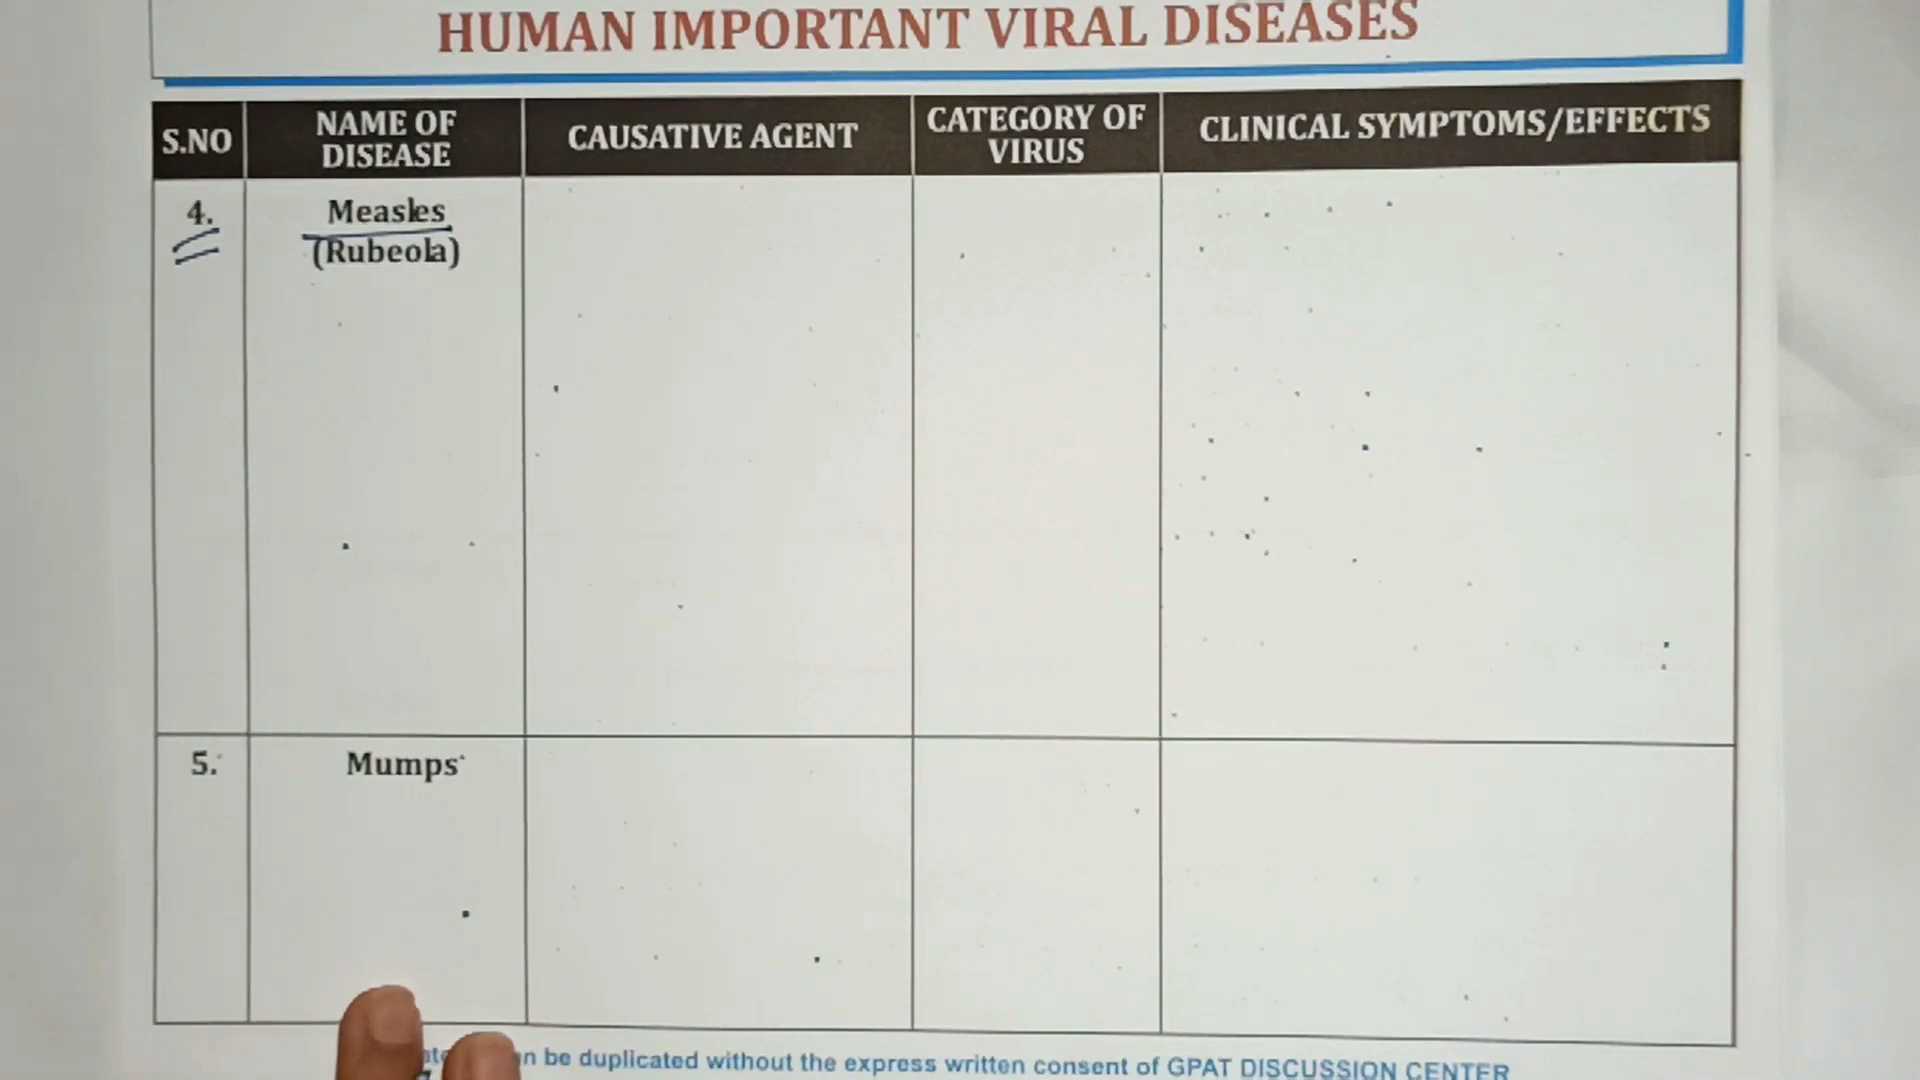 HUMAN IMPORTANT VIRAL DISEASES
S.NO
NAME OF
DISEASE
CAUSATIVE AGENT
CATEGORY OF
VIRUS
CLINICAL SYMPTOMS/EFFECTS
4.
Measles
(Rubeola)
5.
Mumps
be duplicated without the express written consent of GPAT DISCUSSION CENTER